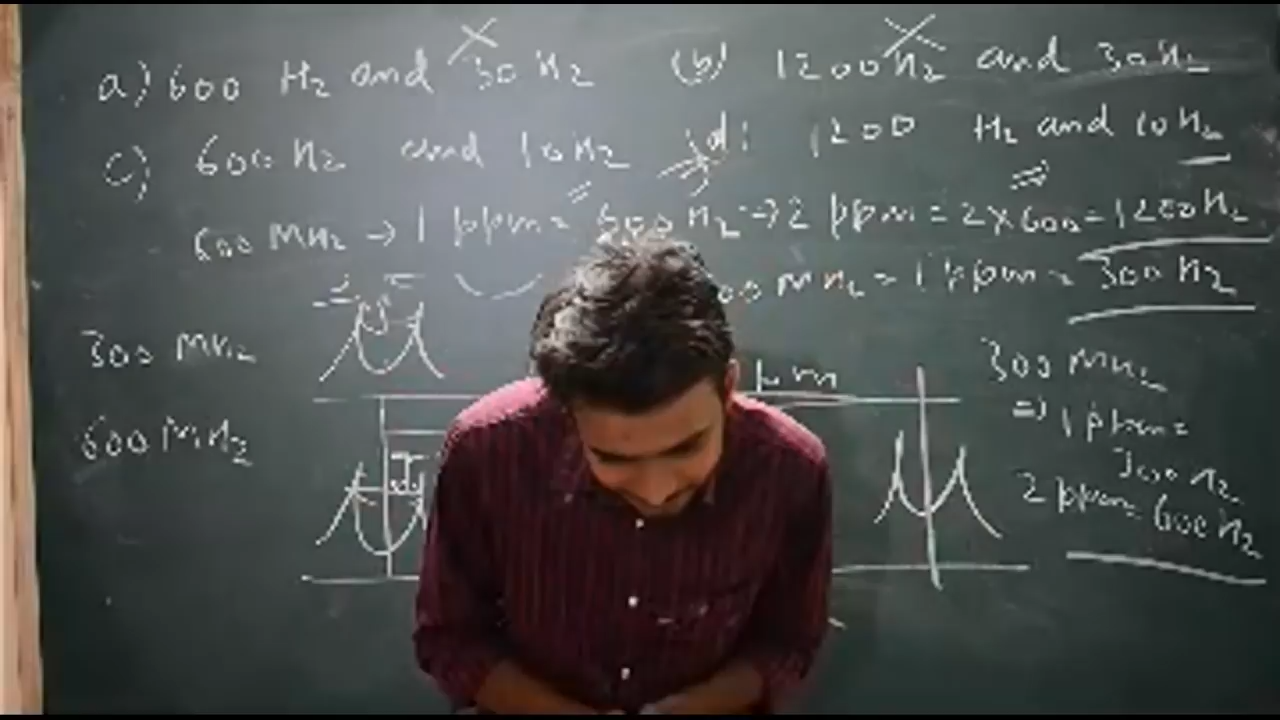 a) 600 Hz and 30 Hz (b) 1200 Hz and 30 Hz
c) 600 Hz and 10 Hz (d) 1200 Hz and 10 Hz
600 MHz → 1 ppm = 600 Hz → 2 ppm = 2×600 = 1200 Hz
00 MHz = 1 ppm = 300 Hz
300 MHz
600 MHz
J
300 MHz
⇒ 1 ppm =
300 Hz
2 ppm = 600 Hz